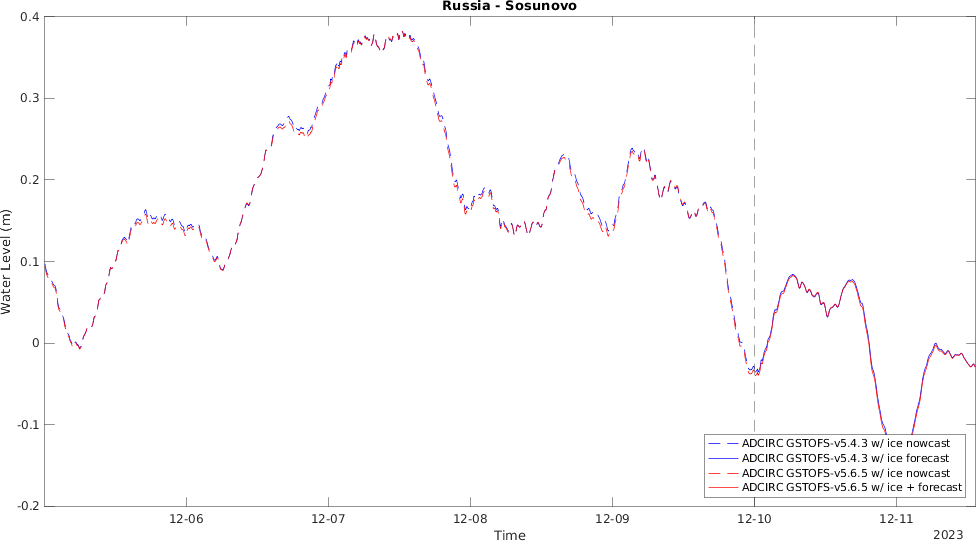 Russia - Sosunovo
0.4
0.3
0.2
0.1
0
-0.1
-0.2
Water Level (m)
ADCIRC GSTOFS-v5.4.3 w/ ice nowcast
ADCIRC GSTOFS-v5.4.3 w/ ice forecast
ADCIRC GSTOFS-v5.6.5 w/ ice nowcast
ADCIRC GSTOFS-v5.6.5 w/ ice + forecast
12-06 12-07 12-08 12-09 12-10 12-11
Time
2023